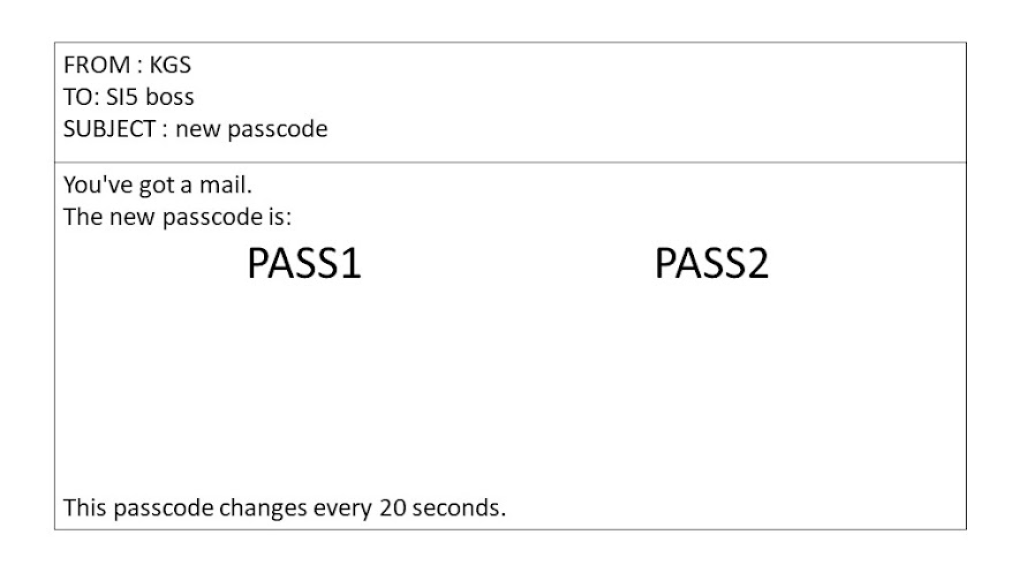 FROM : KGS
TO: SI5 boss
SUBJECT : new passcode
You've got a mail.
The new passcode is:
PASS1 PASS2
This passcode changes every 20 seconds.